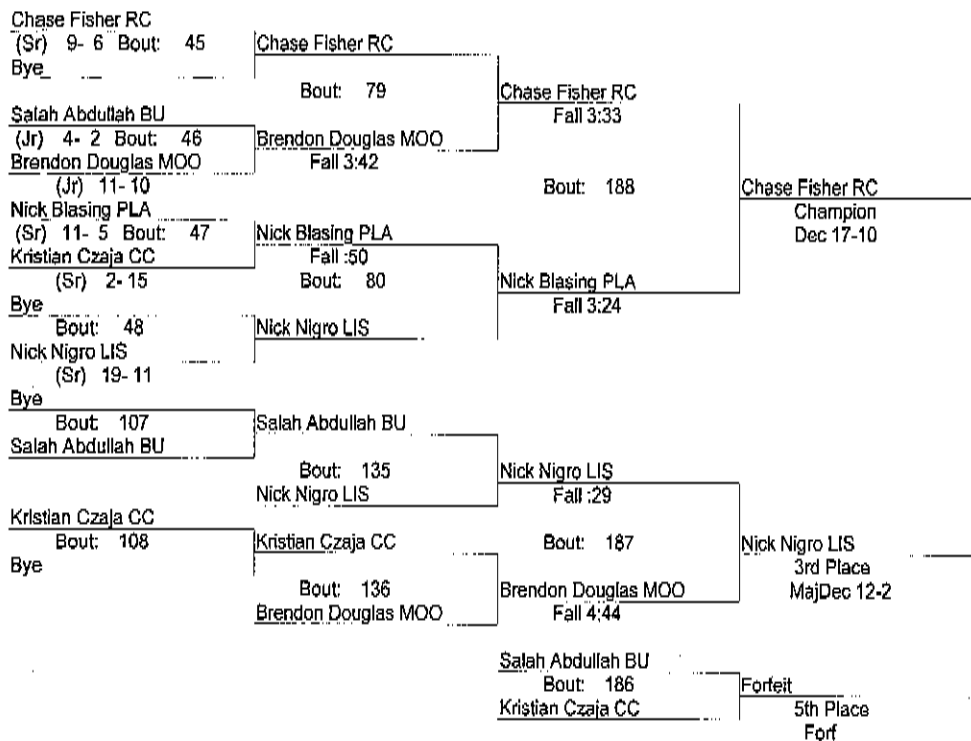 Chase Fisher RC
(Sr) 9- 6 Bout: 45
Bye
Chase Fisher RC
Bout: 79
Salah Abdullah BU
(Jr) 4- 2 Bout: 46
Brendon Douglas MOO
(Jr) 11- 10
Brendon Douglas MOO
Fall 3:42
Chase Fisher RC
Fall 3:33
Bout: 188
Nick Blasing PLA
(Sr) 11- 5 Bout: 47
Kristian Czaja CC
(Sr) 2- 15
Nick Blasing PLA
Fall :50
Bout: 80
Bye
Bout: 48
Nick Nigro LIS
(Sr) 19- 11
Nick Nigro LIS
Nick Blasing PLA
Fall 3:24
Chase Fisher RC
Champion
Dec 17-10
Bye
Bout: 107
Salah Abdullah BU
Salah Abdullah BU
Bout: 135
Nick Nigro LIS
Nick Nigro LIS
Fall :29
Bout: 187
Kristian Czaja CC
Bout: 108
Bye
Kristian Czaja CC
Bout: 136
Brendon Douglas MOO
Brendon Douglas MOO
Fall 4:44
Nick Nigro LIS
3rd Place
MajDec 12-2
Salah Abdullah BU
Bout: 186
Kristian Czaja CC
Forfeit
5th Place
Forf